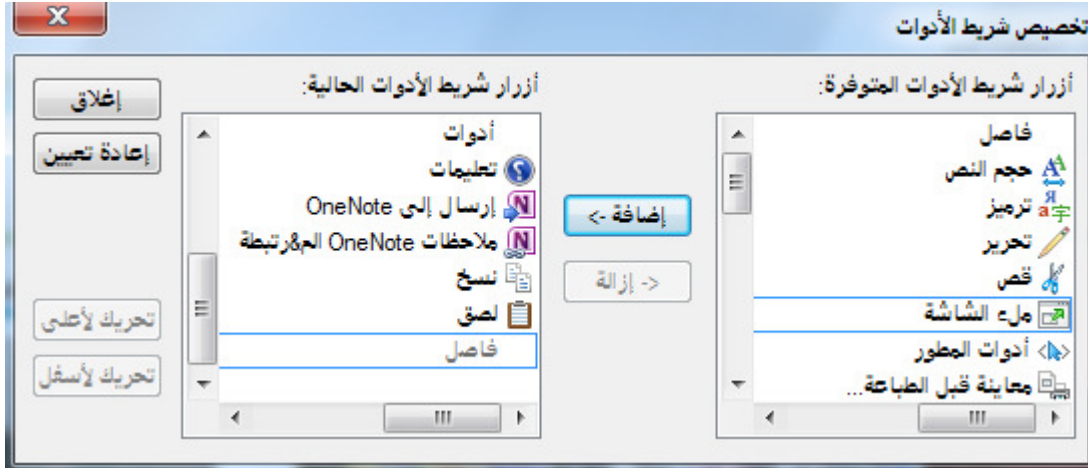 تخصيص شريط الأدوات
أزرار شريط الأدوات المتوفرة:
فاصل
حجم النص
ترميز
تحرير
قص
ملء الشاشة
أدوات المطور
معاينة قبل الطباعة...
إضافة ->
<- إزالة
أزرار شريط الأدوات الحالية:
أدوات
تعليمات
إرسال إلى OneNote
ملاحظات OneNote الم&رتبطة
نسخ
لصق
فاصل
إغلاق
إعادة تعيين
تحريك لأعلى
تحريك لأسفل